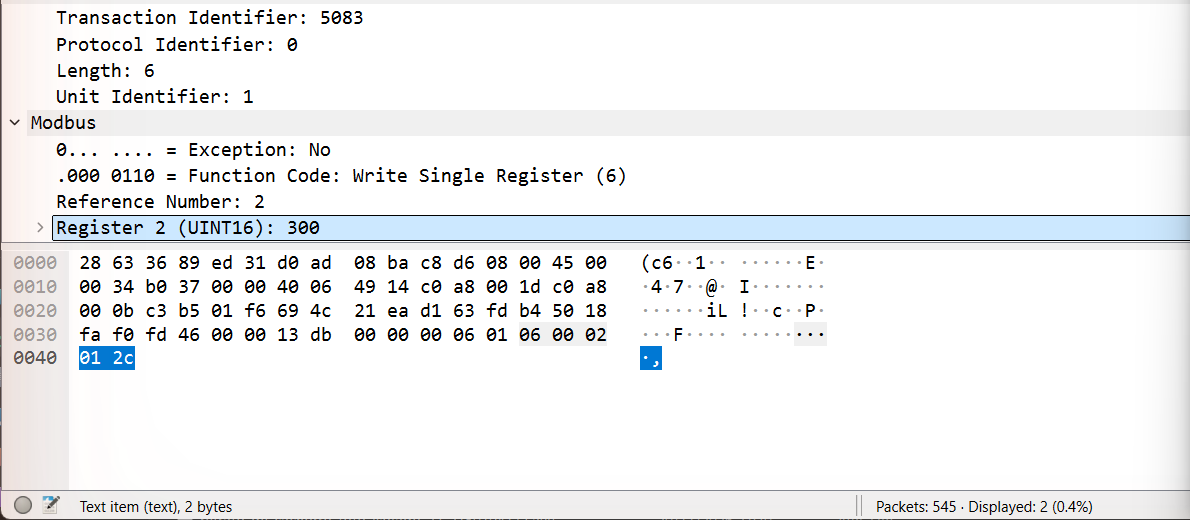 Transaction Identifier: 5083
Protocol Identifier: 0
Length: 6
Unit Identifier: 1
Modbus
0... .... = Exception: No
.000 0110 = Function Code: Write Single Register (6)
Reference Number: 2
Register 2 (UINT16): 300
0000 28 63 36 89 ed 31 d0 ad 08 ba c8 d6 08 00 45 00 (c6··1·· ······E·
0010 00 34 b0 37 00 00 40 06 49 14 c0 a8 00 1d c0 a8 ·4·7··@· I·······
0020 00 0b c3 b5 01 f6 69 4c 21 ea d1 63 fd b4 50 18 ······iL !··c··P·
0030 fa f0 fd 46 00 00 13 db 00 00 00 06 01 06 00 02 ···F···· ········
0040 01 2c ·,
Text item (text), 2 bytes Packets: 545 · Displayed: 2 (0.4%)